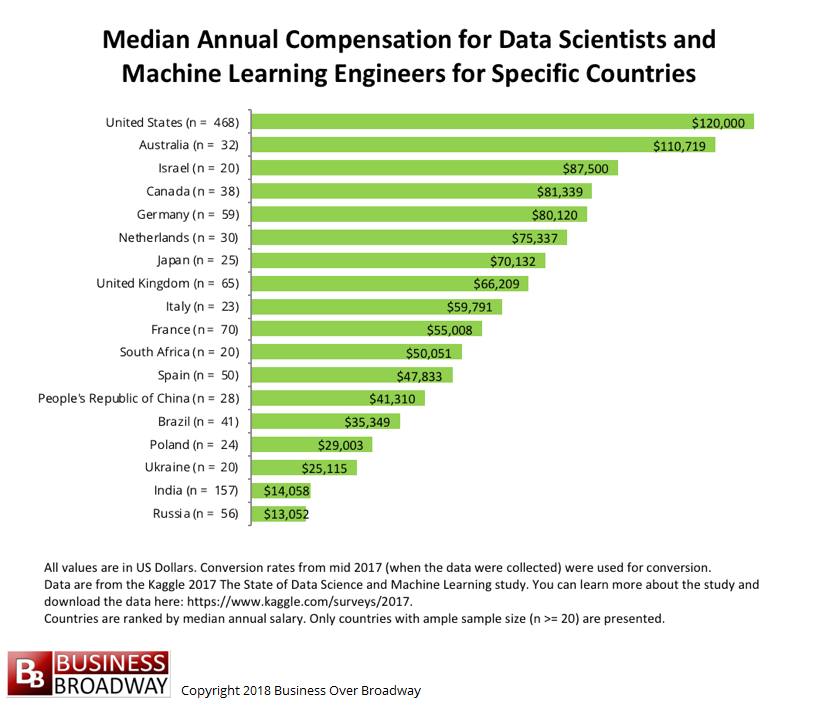 Median Annual Compensation for Data Scientists and
Machine Learning Engineers for Specific Countries
United States (n = 468) $120,000
Australia (n = 32) $110,719
Israel (n = 20) $87,500
Canada (n = 38) $81,339
Germany (n = 59) $80,120
Netherlands (n = 30) $75,337
Japan (n = 25) $70,132
United Kingdom (n = 65) $66,209
Italy (n = 23) $59,791
France (n = 70) $55,008
South Africa (n = 20) $50,051
Spain (n = 50) $47,833
People's Republic of China (n = 28) $41,310
Brazil (n = 41) $35,349
Poland (n = 24) $29,003
Ukraine (n = 20) $25,115
India (n = 157) $14,058
Russia (n = 56) $13,052
All values are in US Dollars. Conversion rates from mid 2017 (when the data were collected) were used for conversion.
Data are from the Kaggle 2017 The State of Data Science and Machine Learning study. You can learn more about the study and
download the data here: https://www.kaggle.com/surveys/2017.
Countries are ranked by median annual salary. Only countries with ample sample size (n >= 20) are presented.
BB BUSINESS
BROADWAY
Copyright 2018 Business Over Broadway